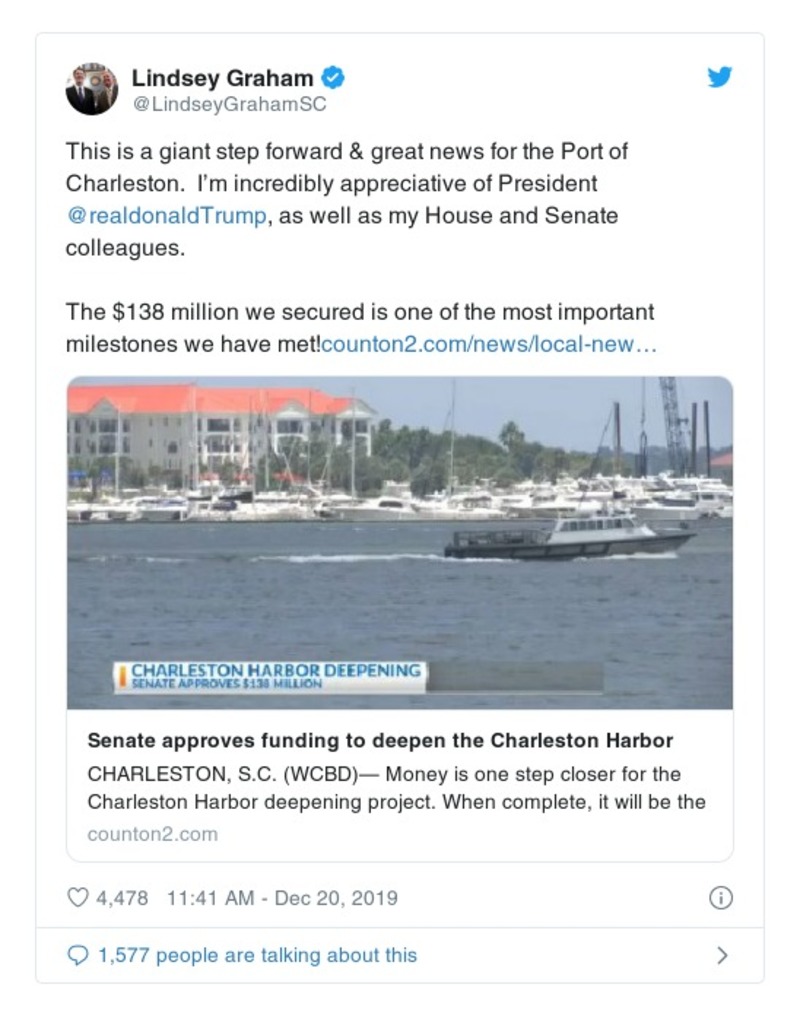 Lindsey Graham
@LindseyGrahamSC
This is a giant step forward & great news for the Port of
Charleston.  I'm incredibly appreciative of President
@realdonaldTrump, as well as my House and Senate
colleagues.
The $138 million we secured is one of the most important
milestones we have met!counton2.com/news/local-new…
CHARLESTON HARBOR DEEPENING
SENATE APPROVES $138 MILLION
Senate approves funding to deepen the Charleston Harbor
CHARLESTON, S.C. (WCBD)— Money is one step closer for the
Charleston Harbor deepening project. When complete, it will be the
counton2.com
4,478 11:41 AM - Dec 20, 2019
1,577 people are talking about this